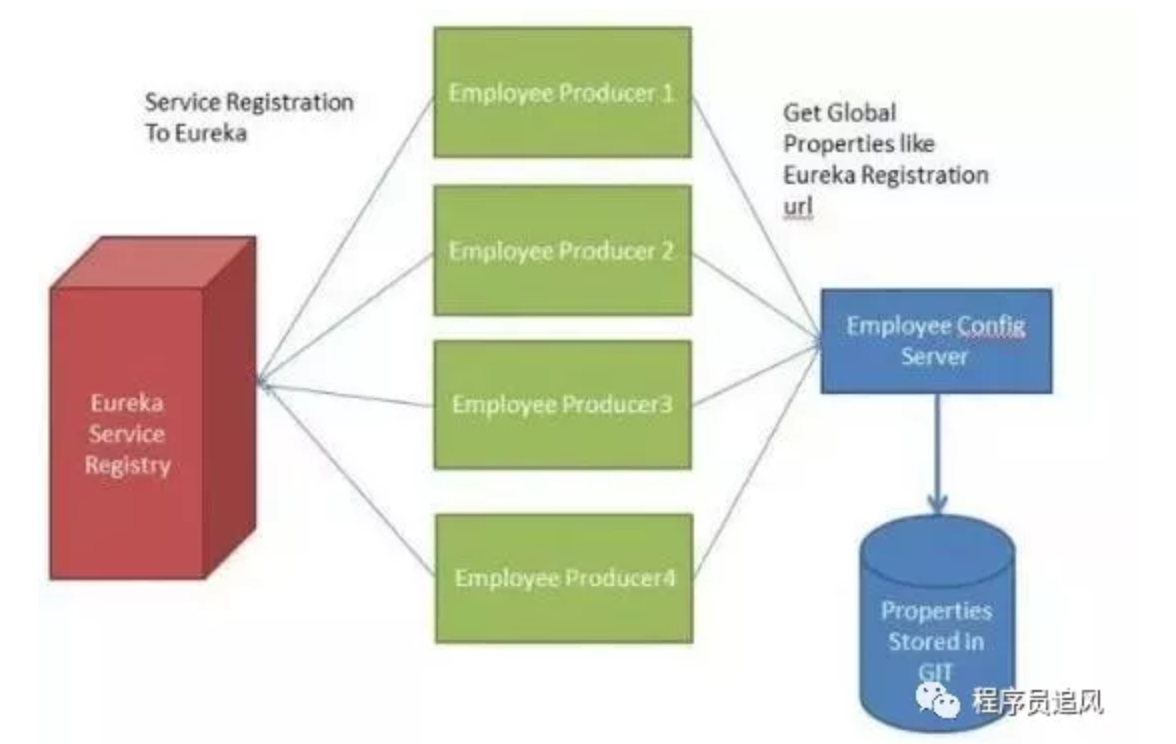 Service Registration
To Eureka
Employee Producer 1
Get Global
Properties like
Eureka Registration
url
Employee Producer 2
Employee Config
Server
Eureka
Service
Registry
Employee Producer3
Employee Producer4
Properties
Stored in
GIT
程序员追风